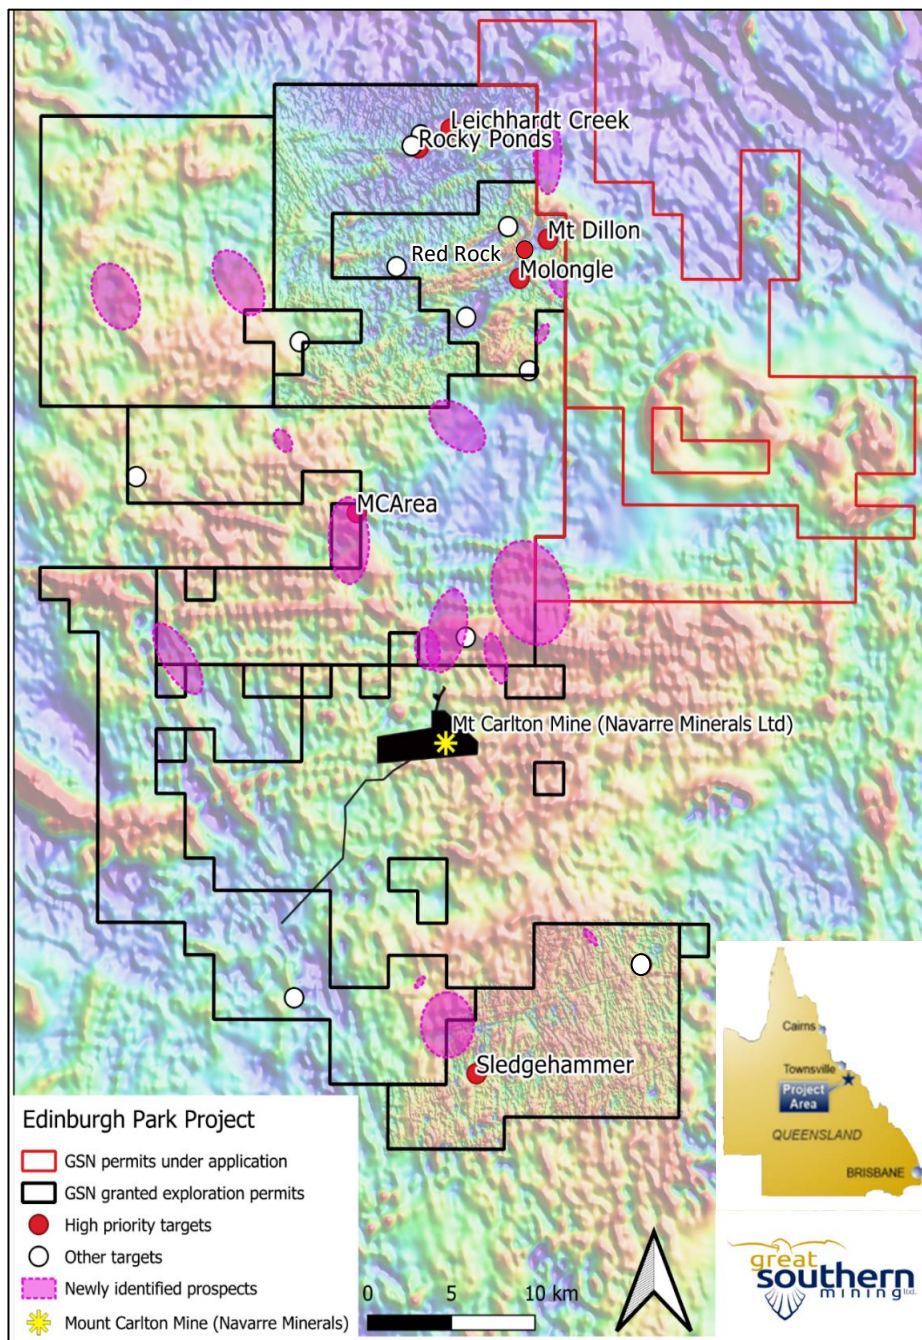 Leichhardt Creek
Rocky Ponds
Mt Dillon
Red Rock
Molongle
MCArea
Mt Carlton Mine (Navarre Minerals Ltd)
Sledgehammer
Edinburgh Park Project
GSN permits under application
GSN granted exploration permits
High priority targets
Other targets
Newly identified prospects
Mount Carlton Mine (Navarre Minerals)
0 5 10 km
Cairns
Townsville
Project
Area
QUEENSLAND
BRISBANE
great
southern
mining ltd.